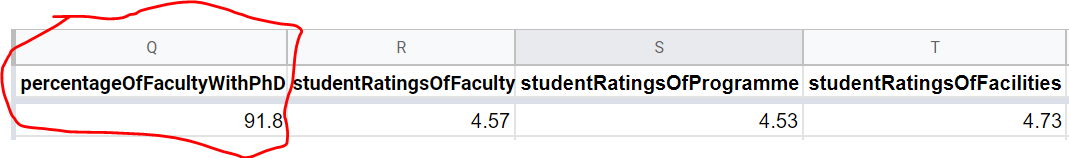 Q R S T
percentageOfFacultyWithPhD studentRatingsOfFaculty studentRatingsOfProgramme studentRatingsOfFacilities
91.8 4.57 4.53 4.73